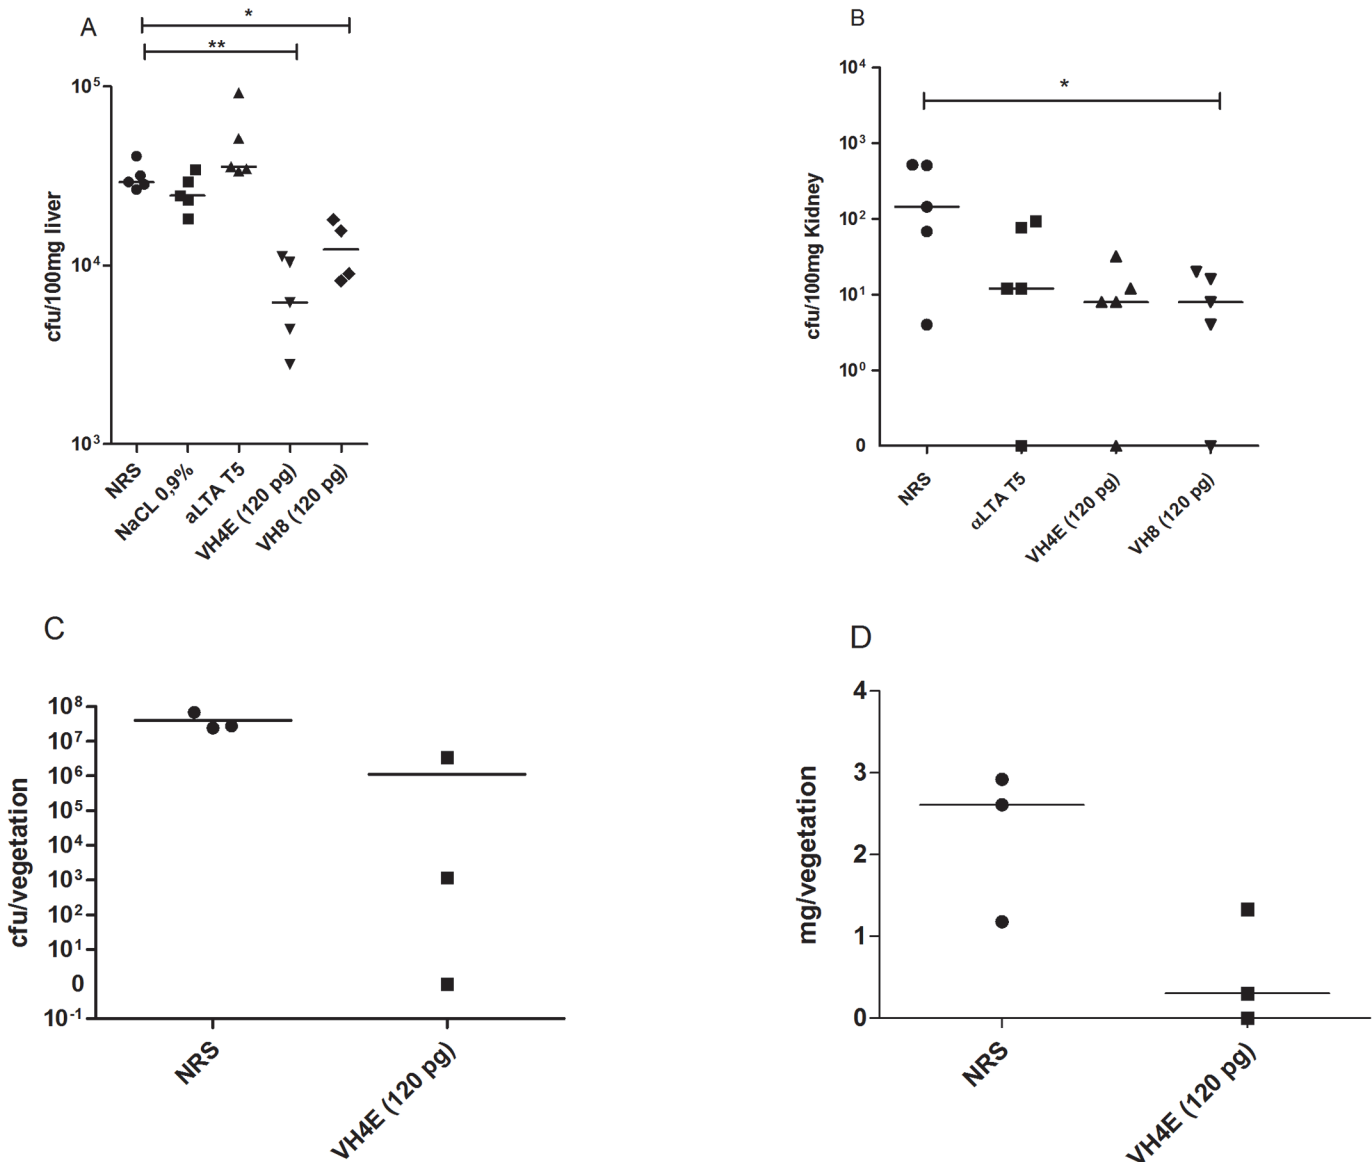 A
*
**
10⁵
10⁴
10³
cfu/100mg liver
NRS
NaCL 0,9%
aLTA T5
VH4E (120 pg)
VH8 (120 pg)
B
*
10⁴
10³
10²
10¹
10⁰
0
cfu/100mg Kidney
NRS
αLTA T5
VH4E (120 pg)
VH8 (120 pg)
C
10⁸
10⁷
10⁶
10⁵
10⁴
10³
10²
10¹
0
10⁻¹
cfu/vegetation
NRS
VH4E (120 pg)
D
4
3
2
1
0
mg/vegetation
NRS
VH4E (120 pg)